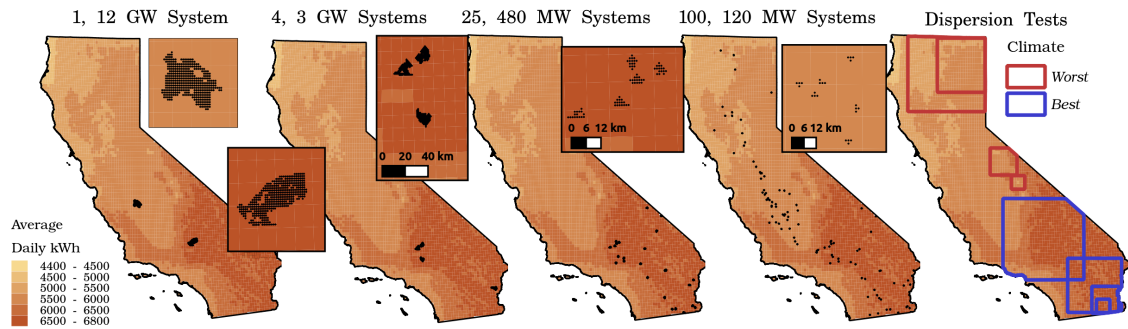 1, 12 GW System
4, 3 GW Systems
25, 480 MW Systems
100, 120 MW Systems
Dispersion Tests
Climate
Worst
Best
0 20 40 km
0 6 12 km
0 6 12 km
Average
Daily kWh
4400 - 4500
4500 - 5000
5000 - 5500
5500 - 6000
6000 - 6500
6500 - 6800